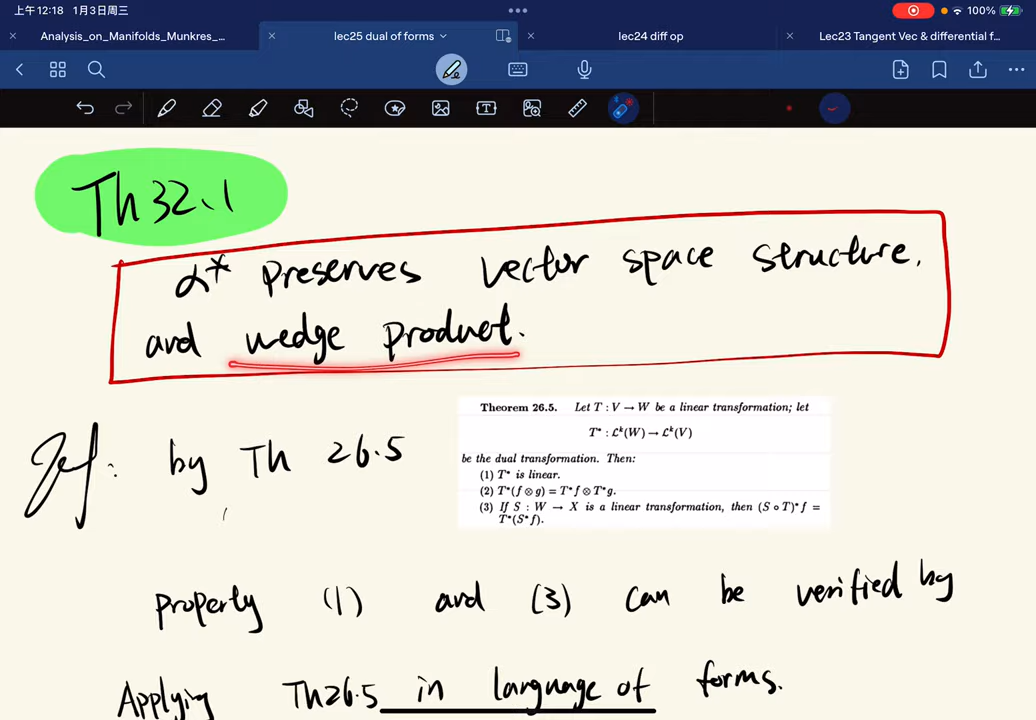 上午12:18 1月3日周三
100%
Analysis_on_Manifolds_Munkres_...
lec25 dual of forms
lec24 diff op
Lec23 Tangent Vec & differential f...
Th 32.1
α* preserves vector space structure.
and wedge product.
by Th 26.5
Theorem 26.5. Let T : V → W be a linear transformation; let
T* : 𝓛ᵏ(W) → 𝓛ᵏ(V)
be the dual transformation. Then:
(1) T* is linear.
(2) T*(f ⊗ g) = T*f ⊗ T*g.
(3) If S : W → X is a linear transformation, then (S ∘ T)*f =
T*(S*f).
property (1) and (3) can be verified by
Applying Th26.5 in language of forms.